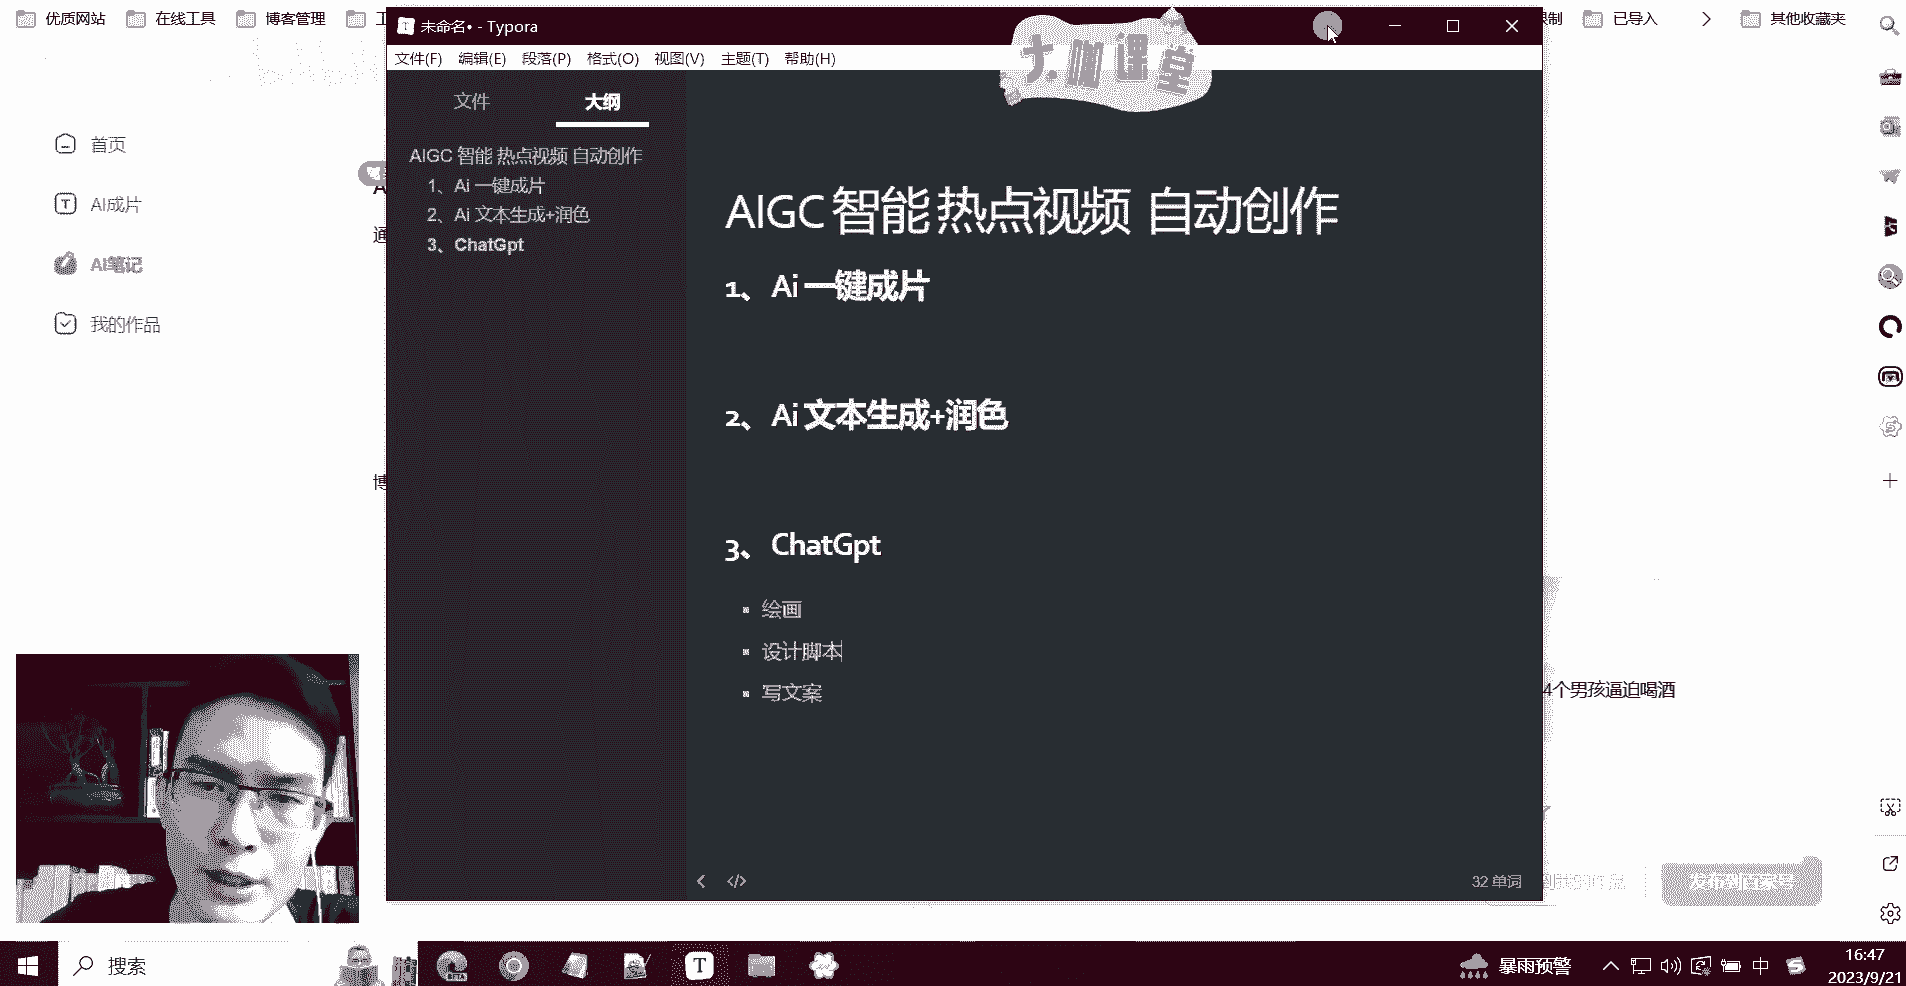 优质网站
在线工具
博客管理
已导入
其他收藏夹
未命名• - Typora
文件(F) 编辑(E) 段落(P) 格式(O) 视图(V) 主题(T) 帮助(H)
大咖课堂
文件
大纲
AIGC 智能 热点视频 自动创作
1、Ai 一键成片
2、Ai 文本生成+润色
3、ChatGpt
首页
AI成片
AI笔记
我的作品
通
博
AIGC 智能 热点视频 自动创作
1、 Ai 一键成片
2、 Ai 文本生成+润色
3、 ChatGpt
绘画
设计脚本
写文案
4个男孩逼迫喝酒
32 单词
发布到百家号
搜索
暴雨预警
中
16:47
2023/9/21